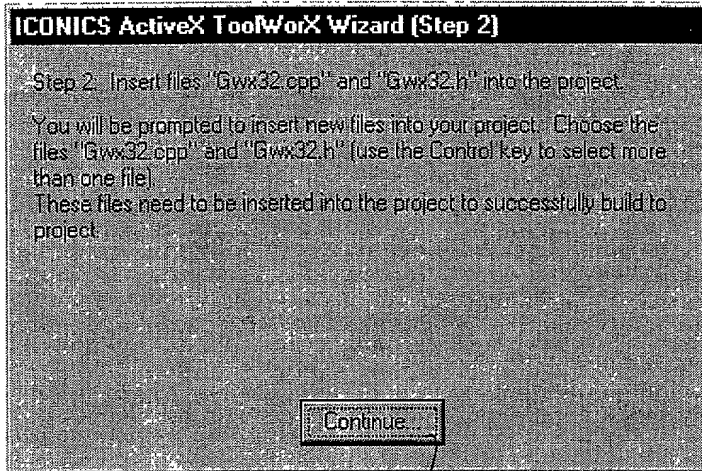 ICONICS ActiveX ToolWorX Wizard (Step 2)
Step 2: Insert files "Gwx32.cpp" and "Gwx32.h" into the project.
You will be prompted to insert new files into your project. Choose the
files "Gwx32.cpp" and "Gwx32.h" (use the Control key to select more
than one file)
These files need to be inserted into the project to successfully build to
project.
Continue...